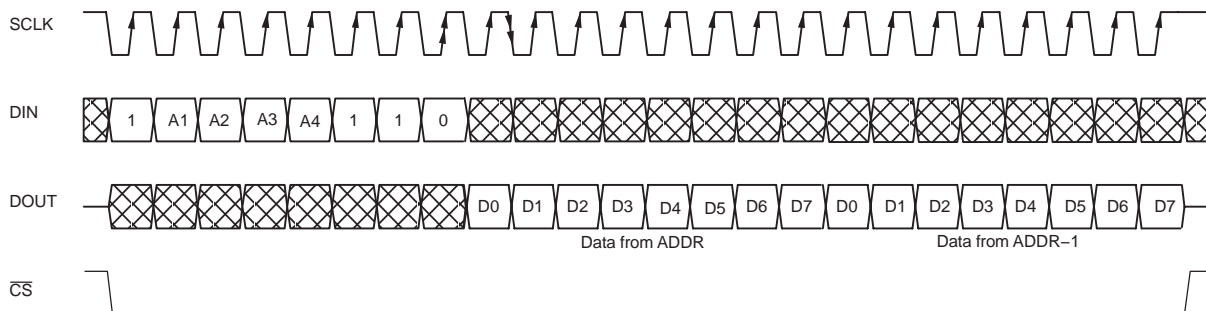 SCLK
DIN 1 A1 A2 A3 A4 1 1 0
DOUT D0 D1 D2 D3 D4 D5 D6 D7 D0 D1 D2 D3 D4 D5 D6 D7
Data from ADDR Data from ADDR−1
C̅S̅